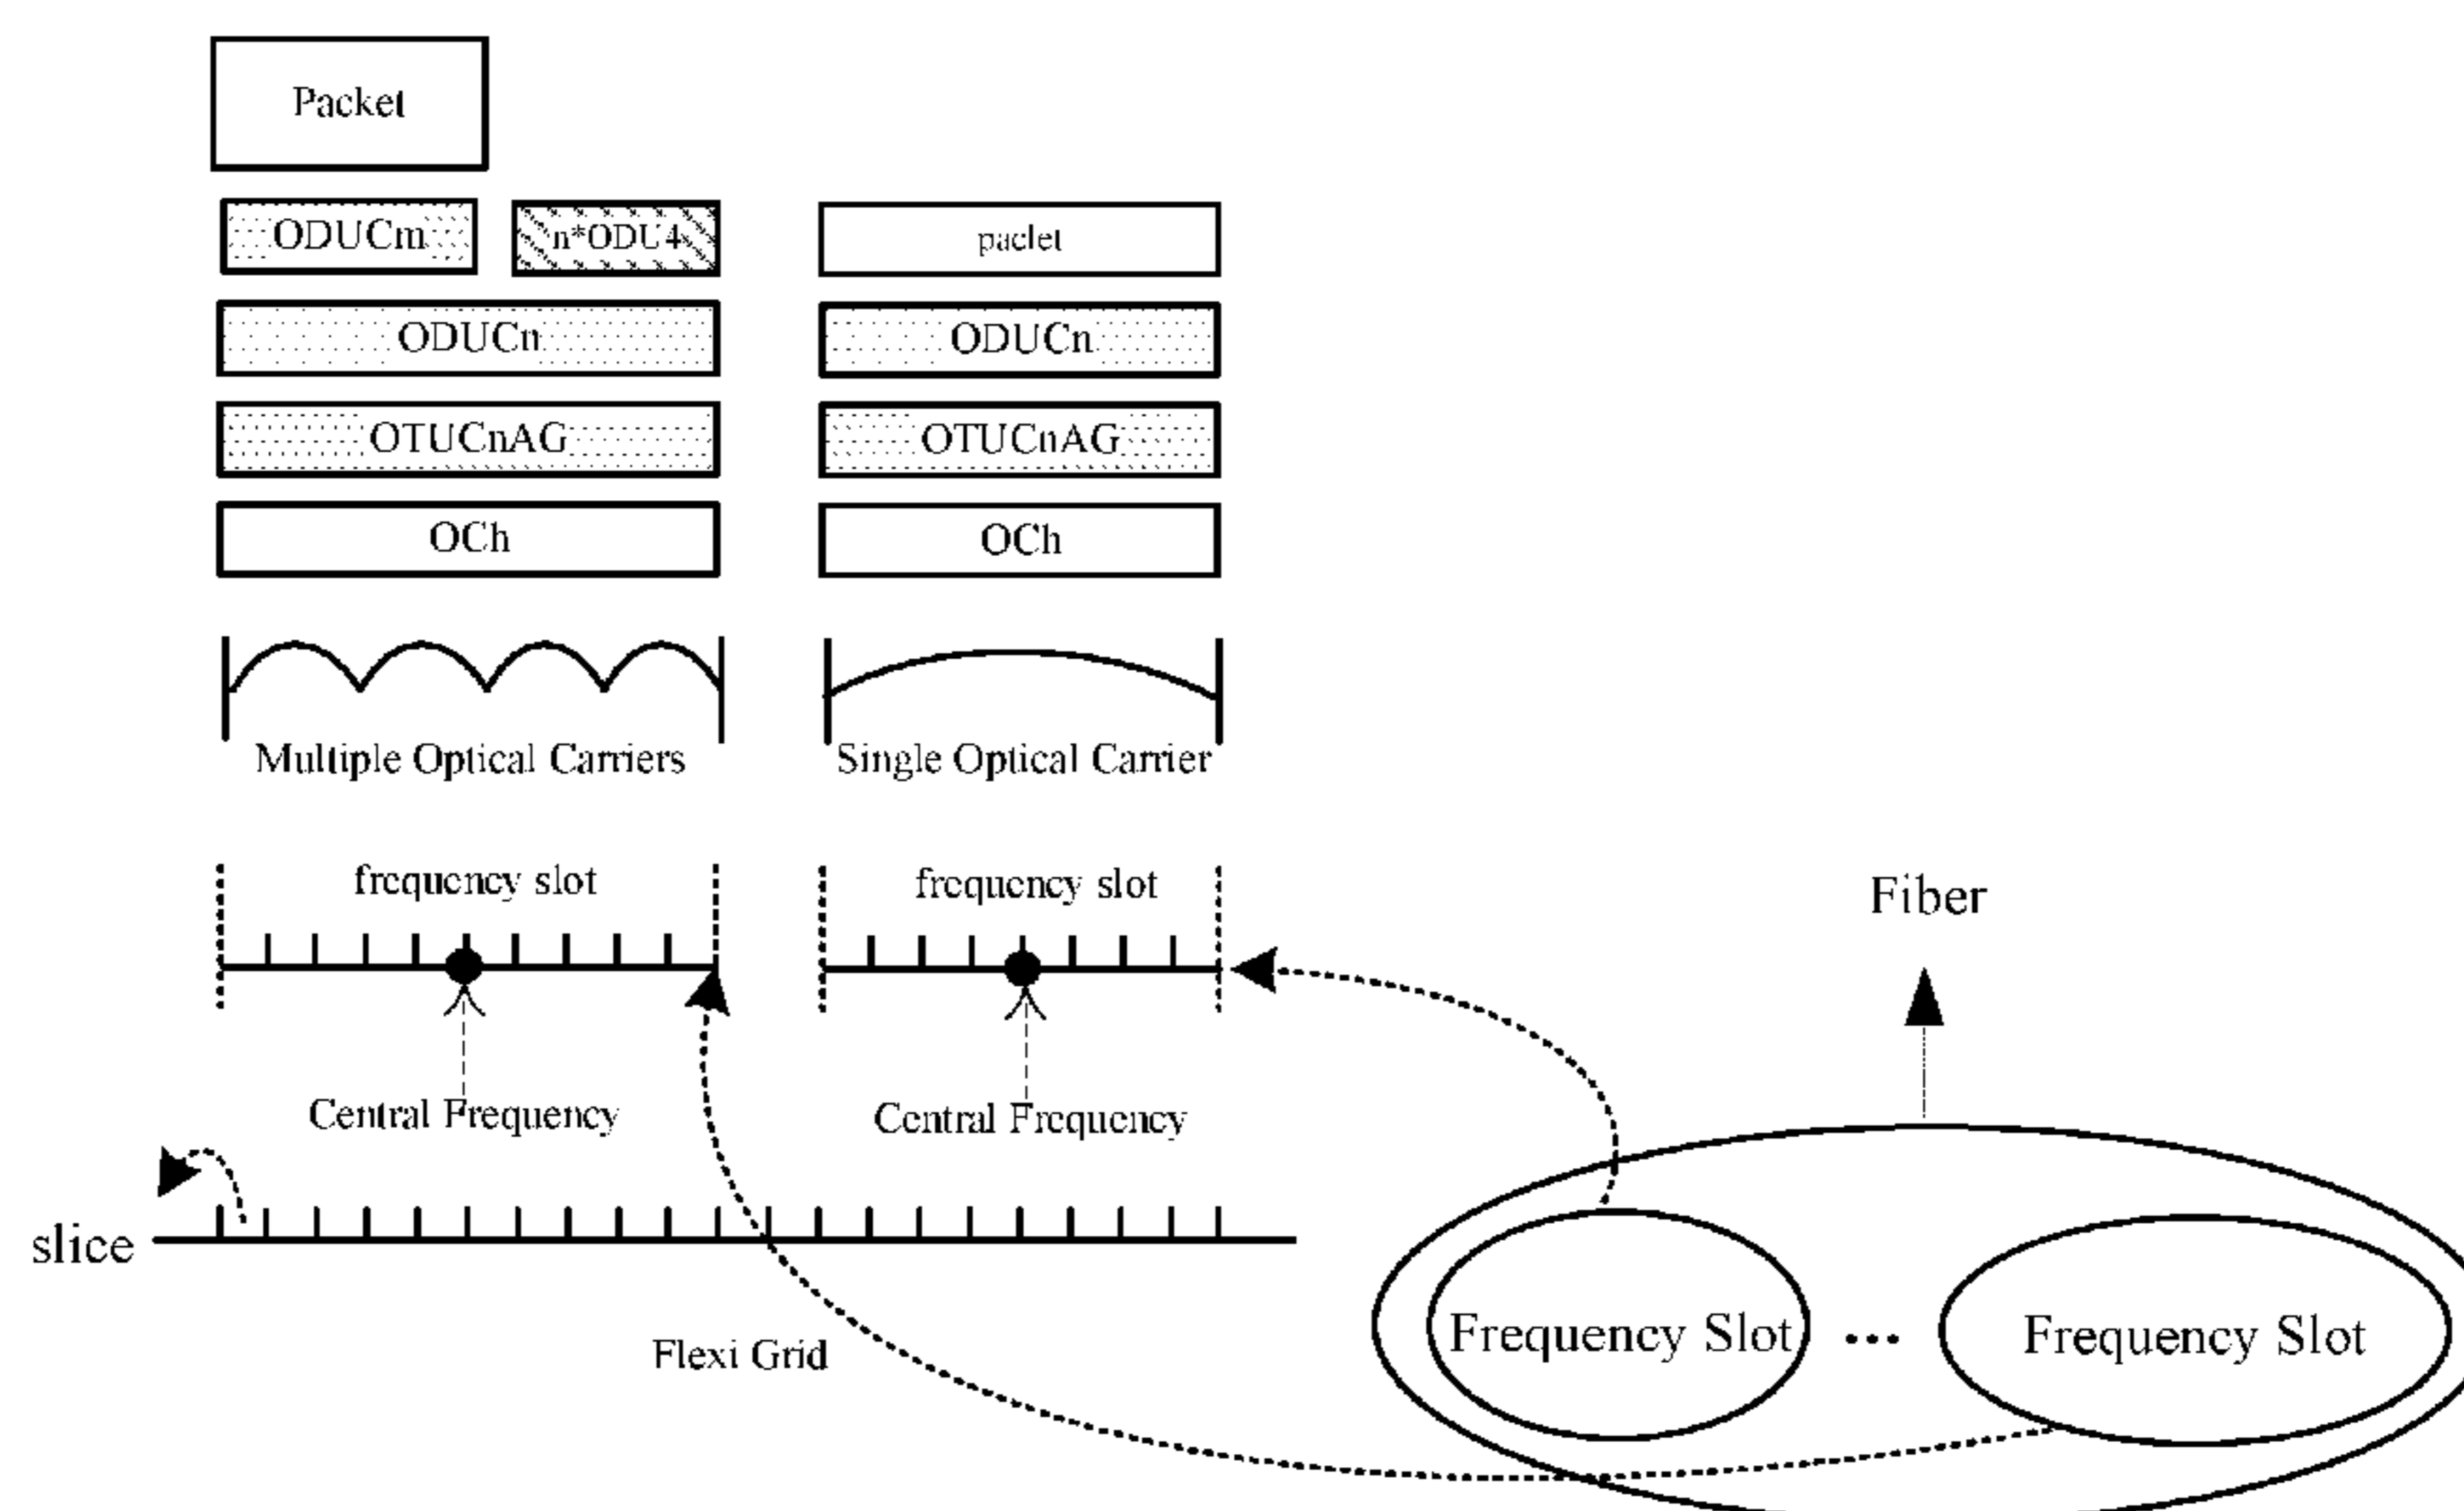 Packet
ODUCm
n*ODU4
paclet
ODUCn
ODUCn
OTUCnAG
OTUCnAG
OCh
OCh
Multiple Optical Carriers
Single Optical Carrier
frequency slot
frequency slot
Fiber
Central Frequency
Central Frequency
slice
Frequency Slot
...
Frequency Slot
Flexi Grid